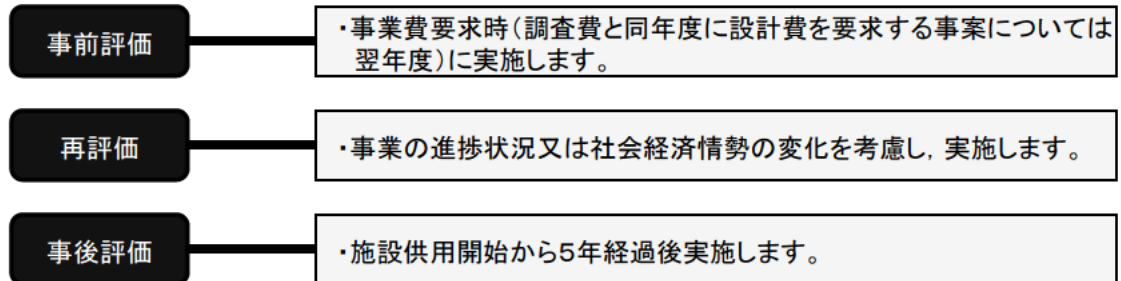 事前評価
・事業費要求時(調査費と同年度に設計費を要求する事案については
翌年度)に実施します。
再評価
・事業の進捗状況又は社会経済情勢の変化を考慮し,実施します。
事後評価
・施設供用開始から5年経過後実施します。